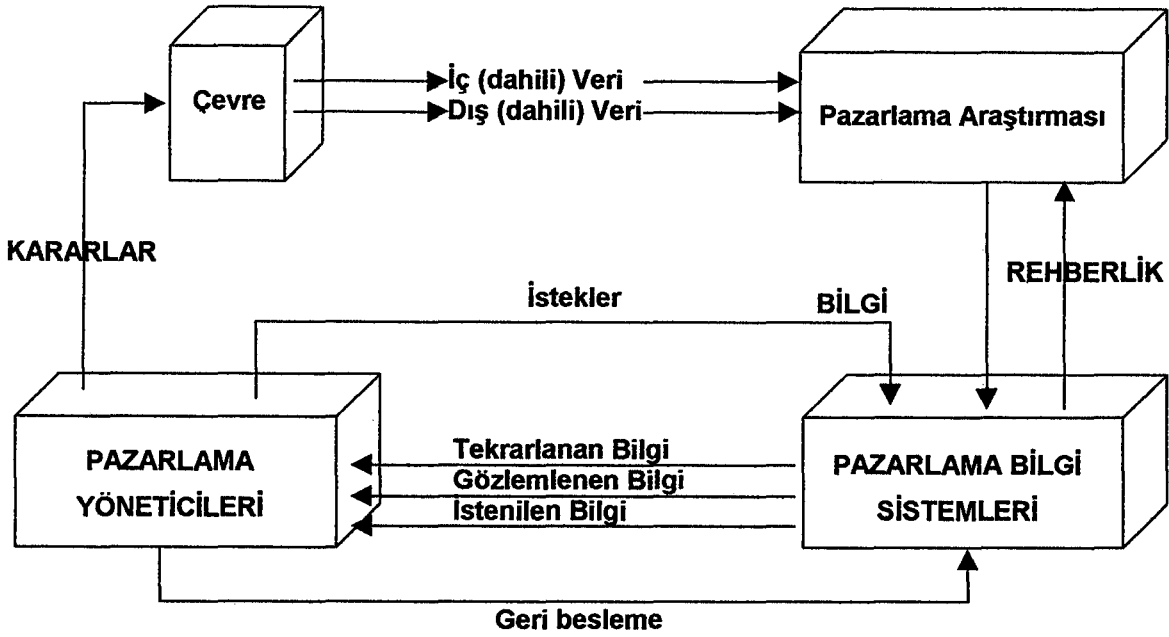 Çevre
İç (dahili) Veri
Dış (dahili) Veri
Pazarlama Araştırması
KARARLAR
REHBERLİK
İstekler
BİLGİ
PAZARLAMA
YÖNETİCİLERİ
Tekrarlanan Bilgi
Gözlemlenen Bilgi
İstenilen Bilgi
PAZARLAMA BİLGİ
SİSTEMLERİ
Geri besleme